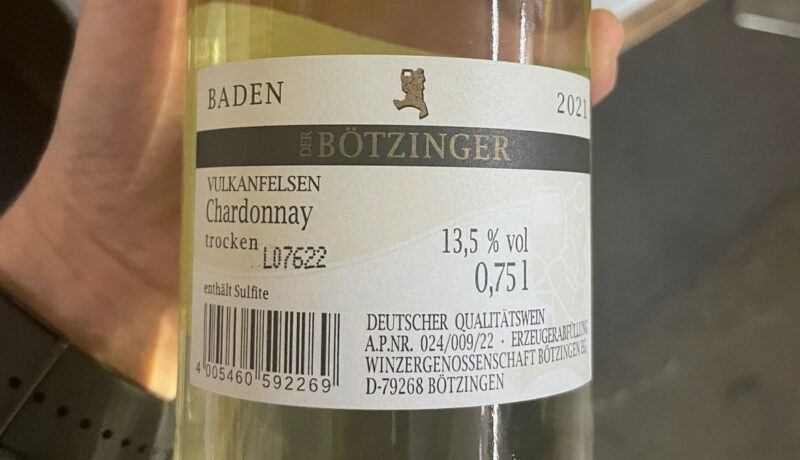 BADEN
2021
DER BÖTZINGER
VULKANFELSEN
Chardonnay
trocken
L07622
13,5 % vol
0,75 l
enthält Sulfite
4 005460 592269
DEUTSCHER QUALITÄTSWEIN
A.P.NR. 024/009/22 · ERZEUGERABFÜLLUNG
WINZERGENOSSENSCHAFT BÖTZINGEN EG
D-79268 BÖTZINGEN